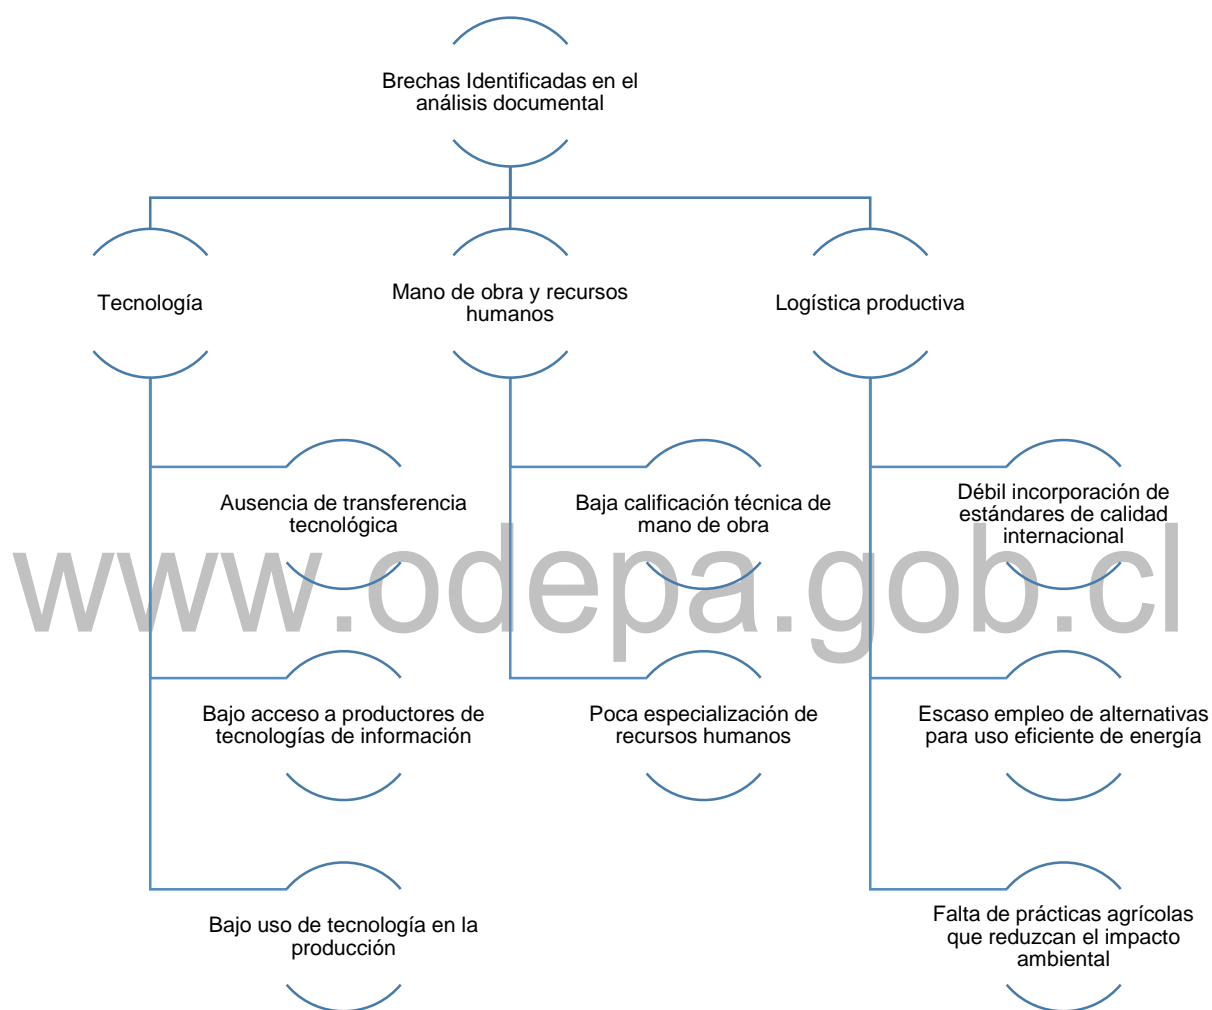 Brechas Identificadas en el
análisis documental
Tecnología
Mano de obra y recursos
humanos
Logística productiva
Ausencia de transferencia
tecnológica
Baja calificación técnica de
mano de obra
Débil incorporación de
estándares de calidad
internacional
www.odepa.gob.cl
Bajo acceso a productores de
tecnologías de información
Poca especialización de
recursos humanos
Escaso empleo de alternativas
para uso eficiente de energía
Bajo uso de tecnología en la
producción
Falta de prácticas agrícolas
que reduzcan el impacto
ambiental